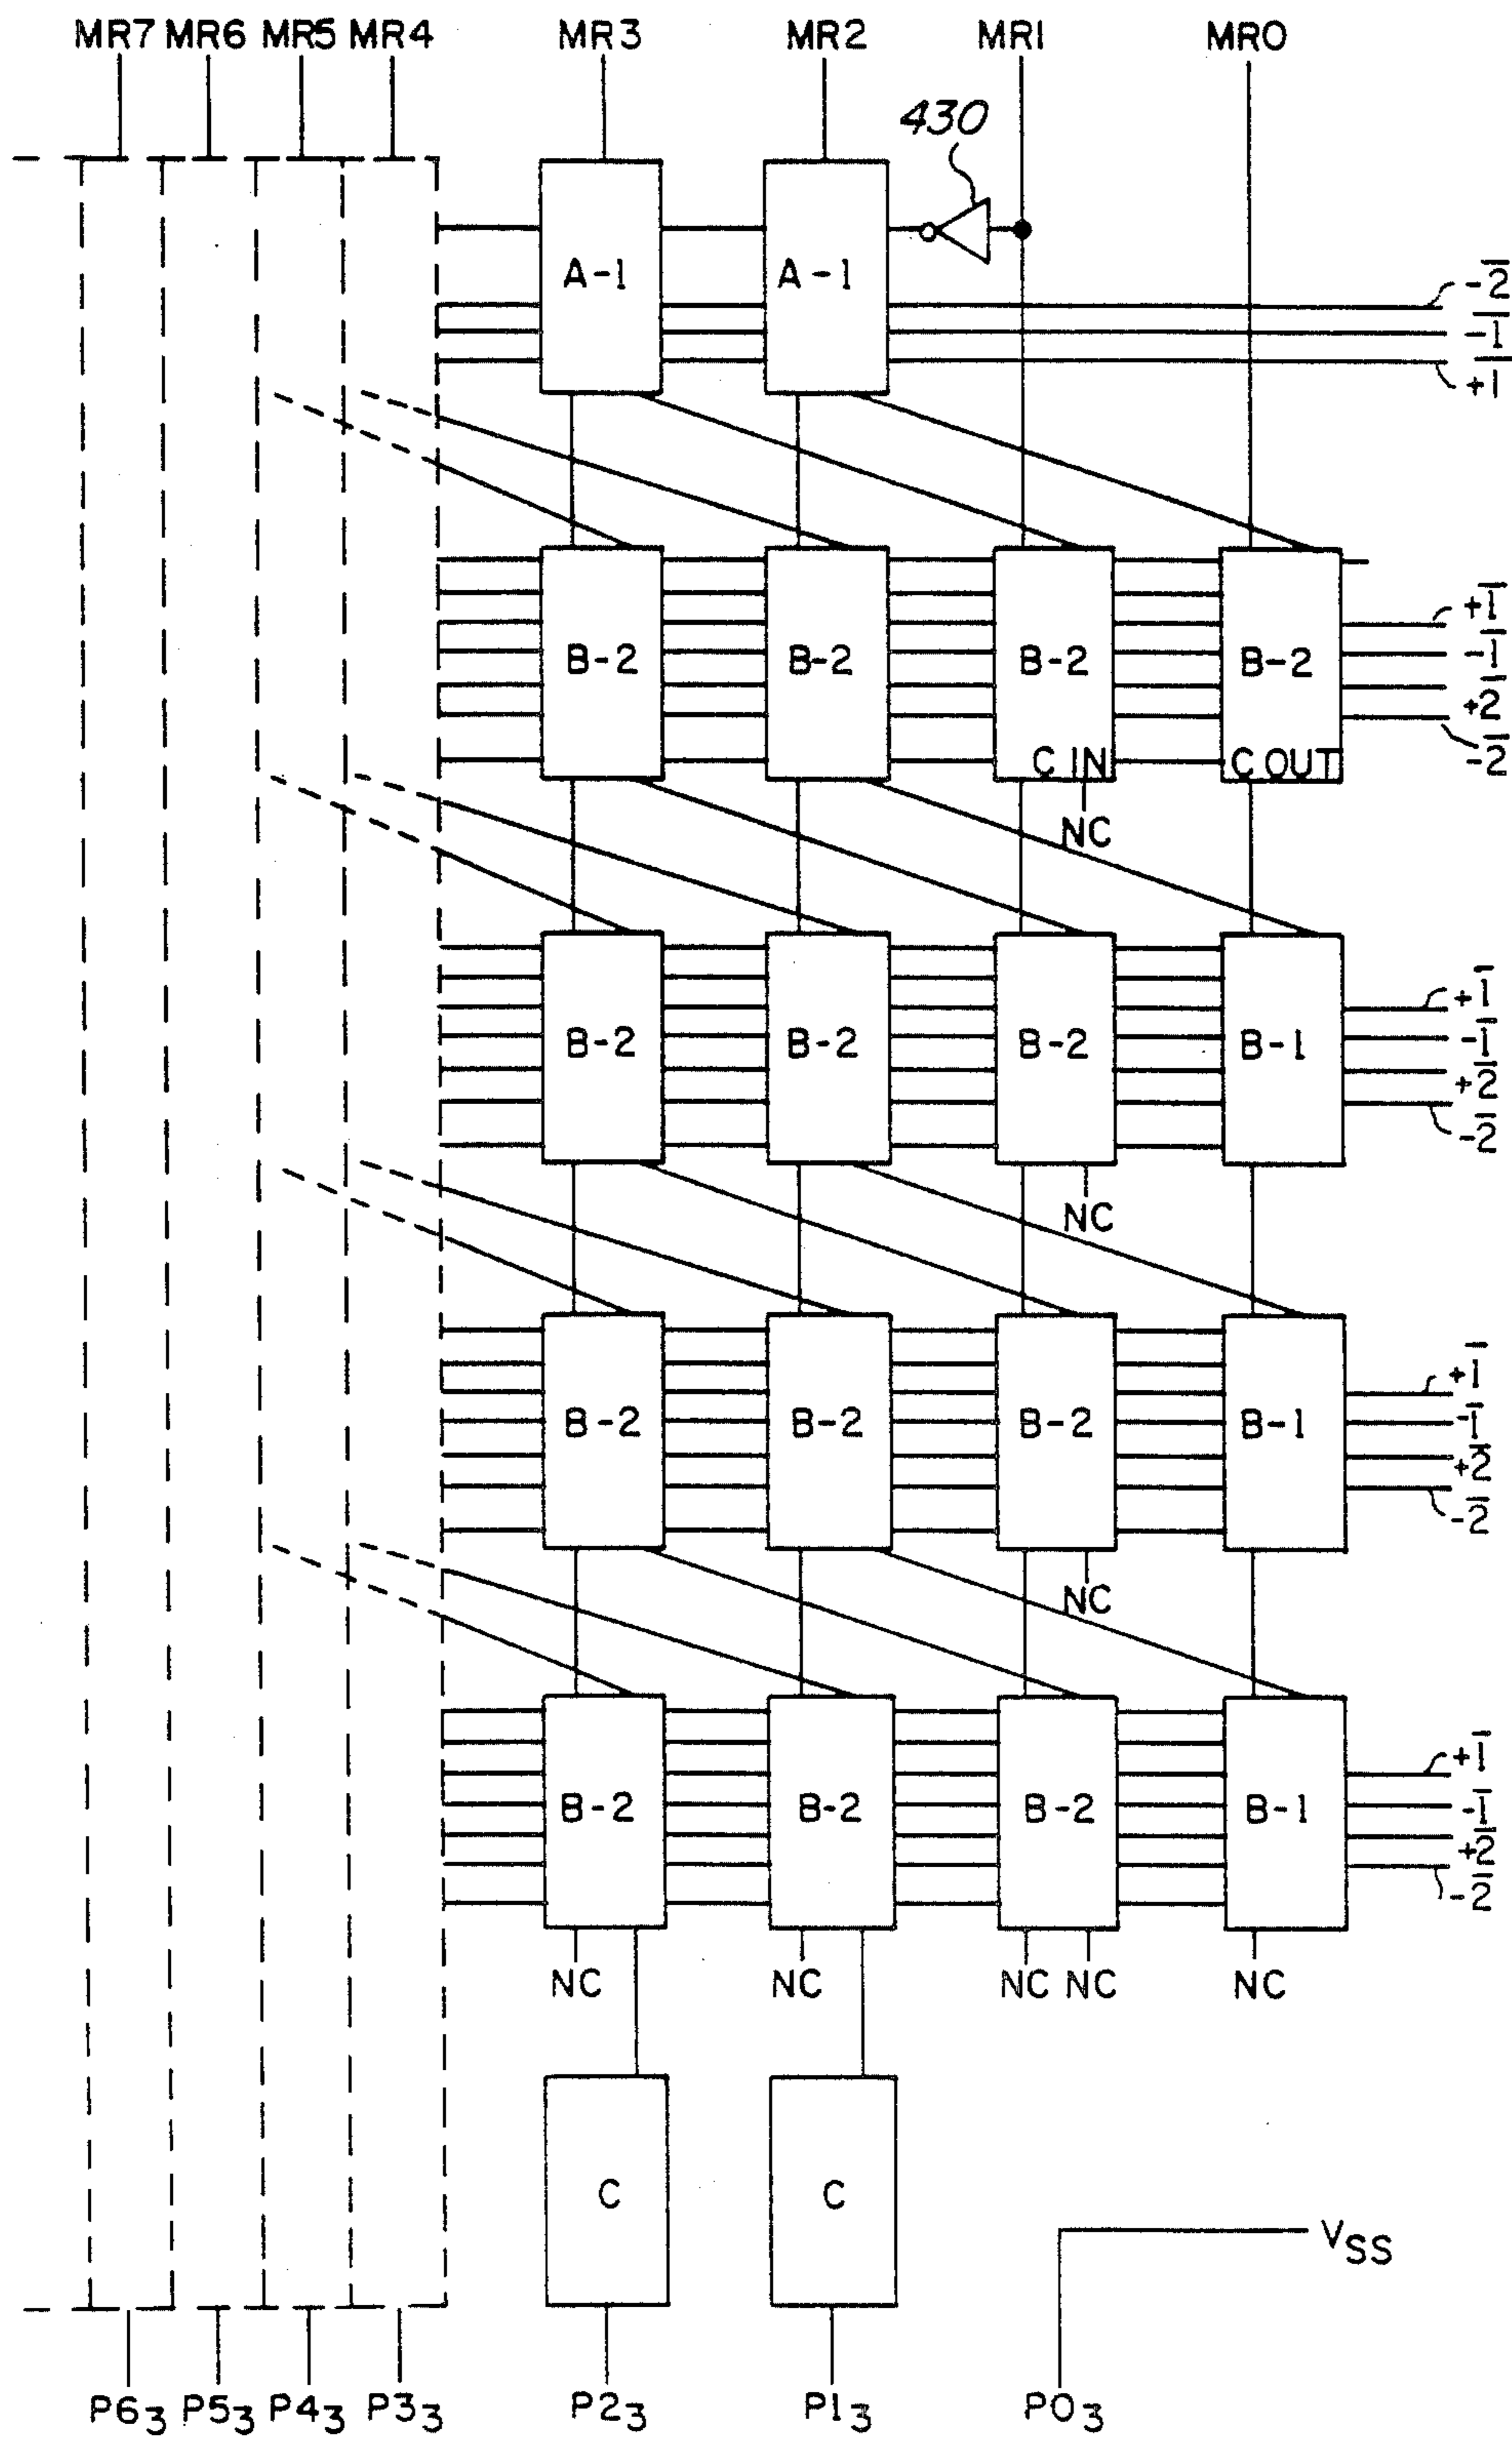 MR7 MR6 MR5 MR4 MR3 MR2 MR1 MR0
430
A-1 A-1
-2̅
-1̅
+1̅
B-2 B-2 B-2 B-2
+1̅
-1̅
+2̅
-2̅
C IN C OUT
NC
B-2 B-2 B-2 B-1
+1̅
-1̅
+2̅
-2̅
NC
B-2 B-2 B-2 B-1
+1̅
-1̅
+2̅
-2̅
NC
B-2 B-2 B-2 B-1
+1̅
-1̅
+2̅
-2̅
NC NC NC NC NC
C C
VSS
P6₃ P5₃ P4₃ P3₃ P2₃ P1₃ P0₃